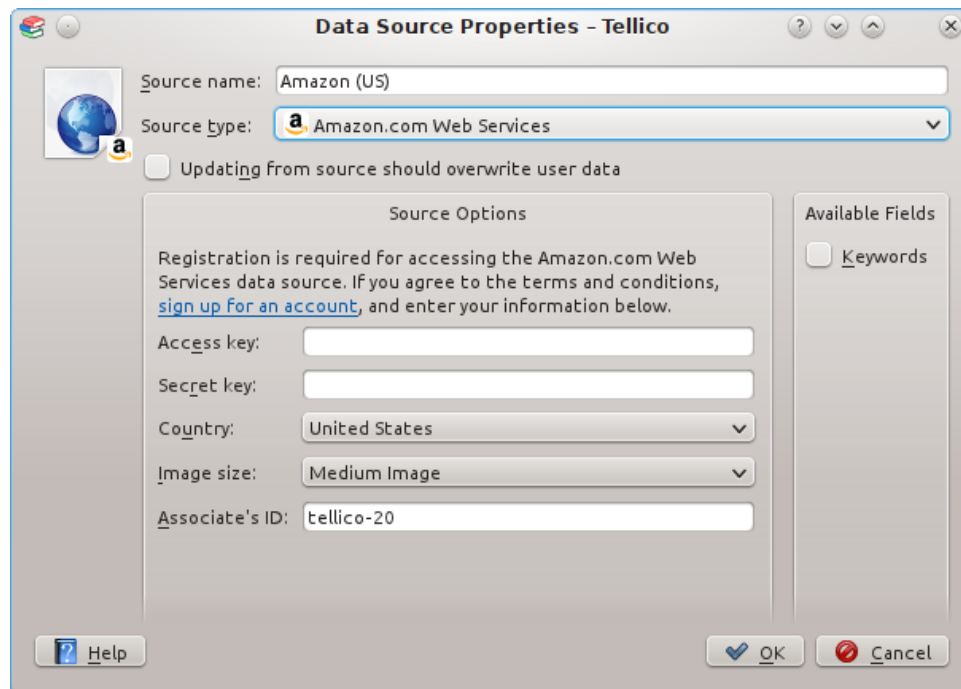 Data Source Properties – Tellico
Source name: Amazon (US)
Source type: Amazon.com Web Services
Updating from source should overwrite user data
Source Options
Registration is required for accessing the Amazon.com Web
Services data source. If you agree to the terms and conditions,
sign up for an account, and enter your information below.
Access key:
Secret key:
Country: United States
Image size: Medium Image
Associate's ID: tellico-20
Available Fields
Keywords
Help
OK
Cancel